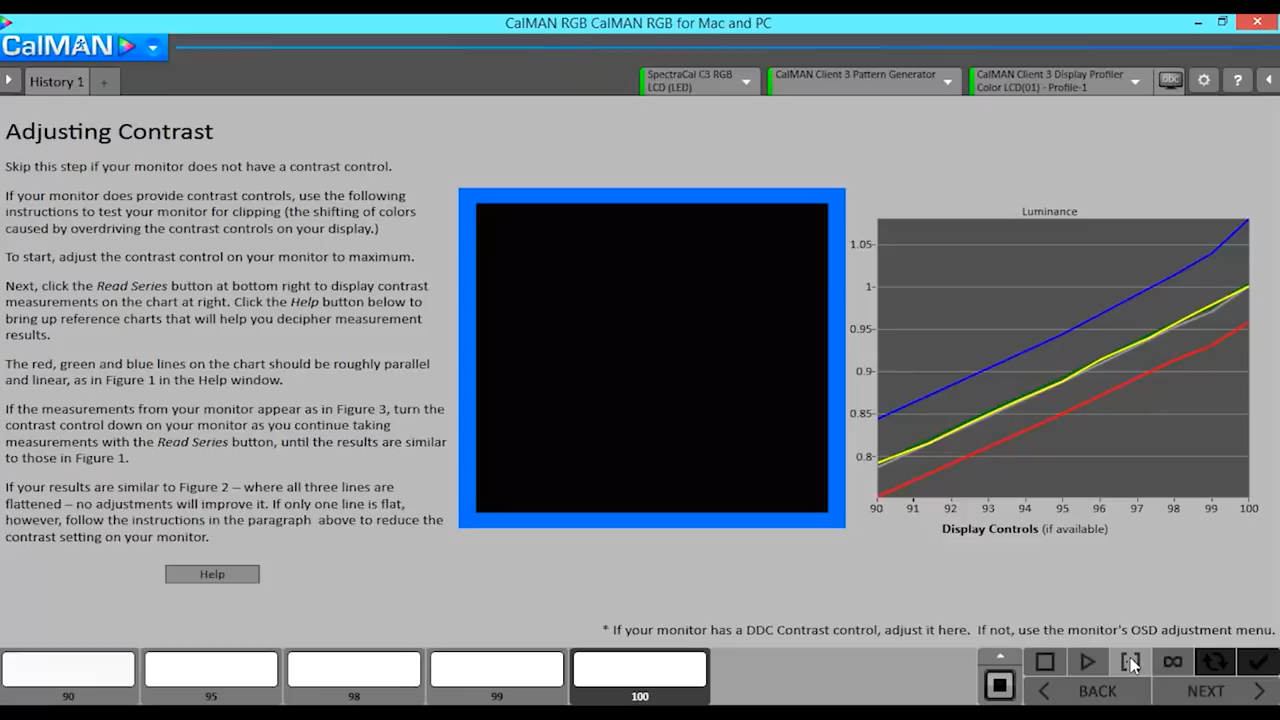 CalMAN RGB CalMAN RGB for Mac and PC
CalMAN
History 1
+
SpectraCal C3 RGB
LCD (LED)
CalMAN Client 3 Pattern Generator
CalMAN Client 3 Display Profiler
Color LCD(01) - Profile-1
DDC
?
Adjusting Contrast
Skip this step if your monitor does not have a contrast control.
If your monitor does provide contrast controls, use the following
instructions to test your monitor for clipping (the shifting of colors
caused by overdriving the contrast controls on your display.)
To start, adjust the contrast control on your monitor to maximum.
Next, click the Read Series button at bottom right to display contrast
measurements on the chart at right. Click the Help button below to
bring up reference charts that will help you decipher measurement
results.
The red, green and blue lines on the chart should be roughly parallel
and linear, as in Figure 1 in the Help window.
If the measurements from your monitor appear as in Figure 3, turn the
contrast control down on your monitor as you continue taking
measurements with the Read Series button, until the results are similar
to those in Figure 1.
If your results are similar to Figure 2 – where all three lines are
flattened – no adjustments will improve it. If only one line is flat,
however, follow the instructions in the paragraph above to reduce the
contrast setting on your monitor.
Help
Luminance
1.05
1
0.95
0.9
0.85
0.8
90 91 92 93 94 95 96 97 98 99 100
Display Controls (if available)
* If your monitor has a DDC Contrast control, adjust it here. If not, use the monitor's OSD adjustment menu.
90 95 98 99 100
BACK NEXT